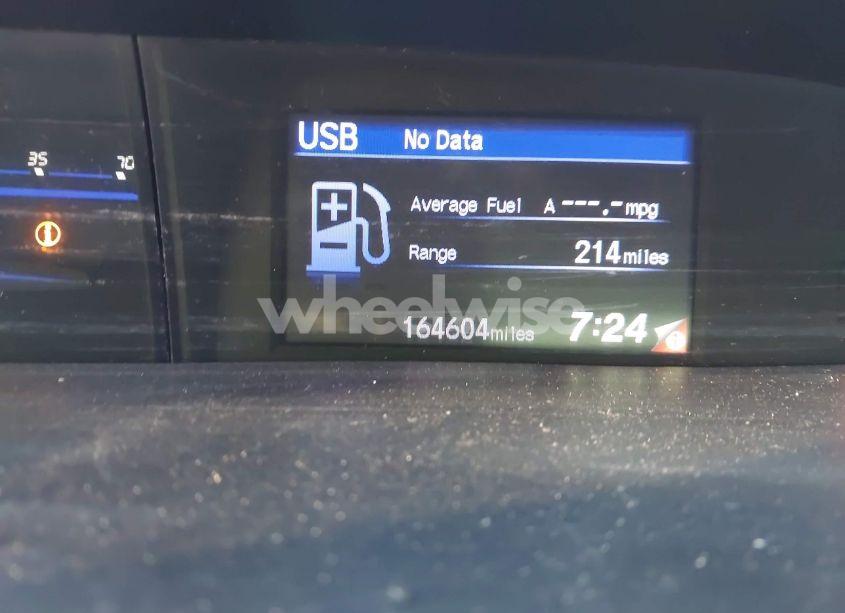 USB No Data
35 70
Average Fuel A ---.- mpg
Range 214 miles
wheelwise
164604 miles 7:24